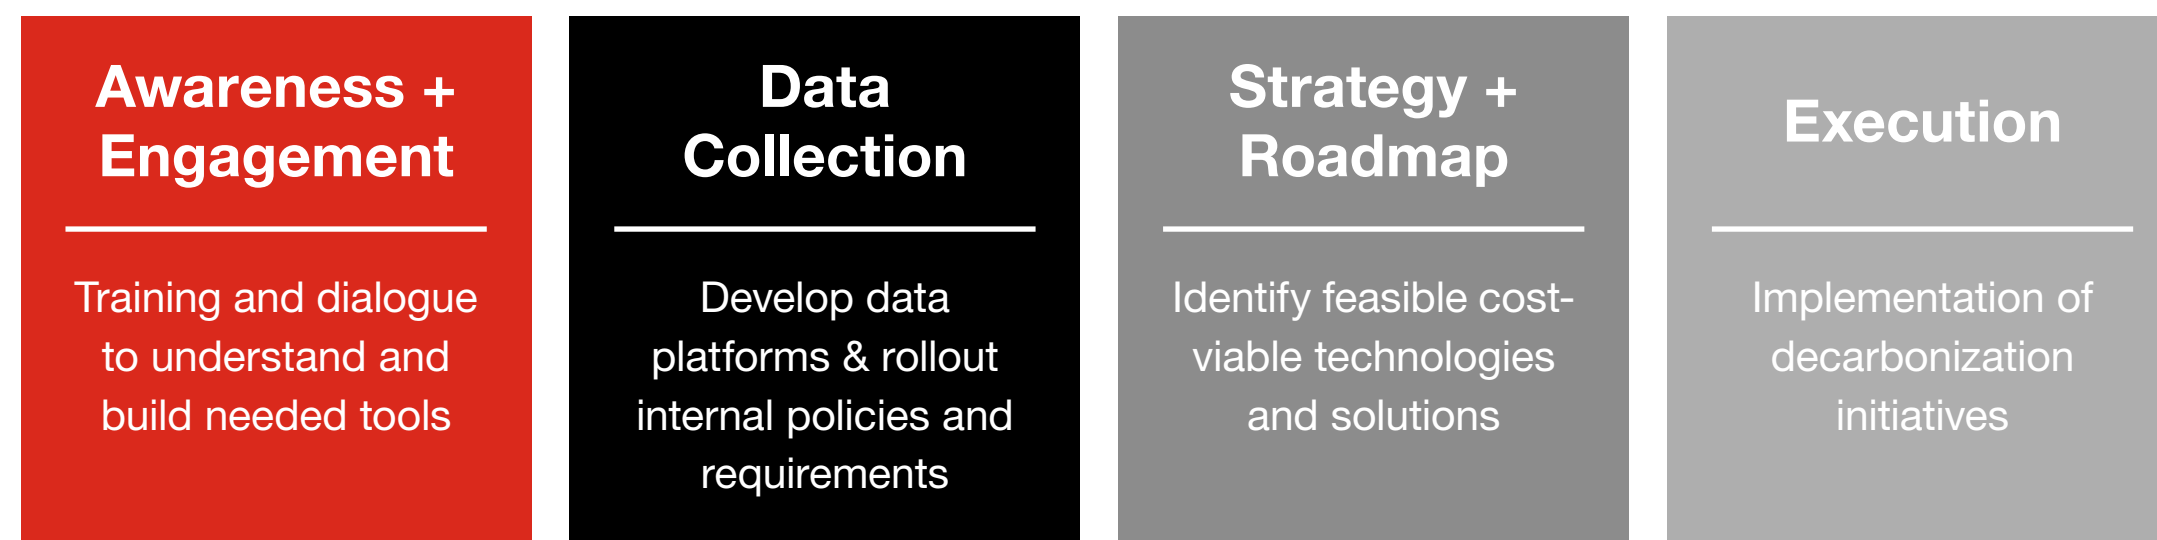 Awareness +
Engagement
Training and dialogue
to understand and
build needed tools
Data
Collection
Develop data
platforms & rollout
internal policies and
requirements
Strategy +
Roadmap
Identify feasible cost-
viable technologies
and solutions
Execution
Implementation of
decarbonization
initiatives